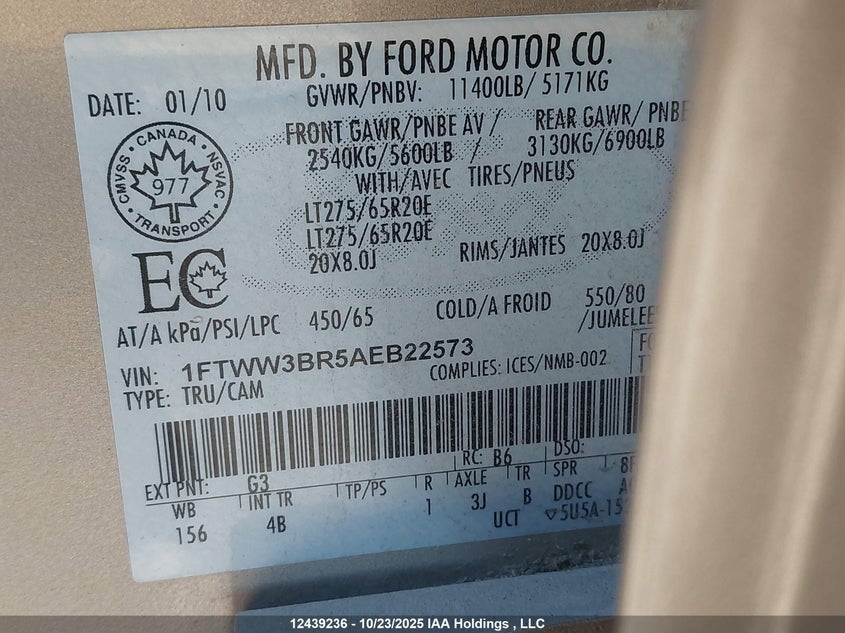 MFD. BY FORD MOTOR CO.
DATE: 01/10
GVWR/PNBV: 11400LB/ 5171KG
FRONT GAWR/PNBE AV / REAR GAWR/ PNBE
2540KG/5600LB / 3130KG/6900LB
WITH/AVEC TIRES/PNEUS
CMVSS · CANADA · NSVAC
977
TRANSPORT
LT275/65R20E
LT275/65R20E
20X8.0J RIMS/JANTES 20X8.0J
EC
AT/A kPa/PSI/LPC 450/65 COLD/A FROID 550/80
/JUMELEE
VIN: 1FTWW3BR5AEB22573
COMPLIES: ICES/NMB-002
TYPE: TRU/CAM
EXT PNT: G3 RC: B6 DSO:
WB INT TR TP/PS R AXLE TR SPR
156 4B 1 3J B DDCC
UCT
12439236 - 10/23/2025 IAA Holdings , LLC